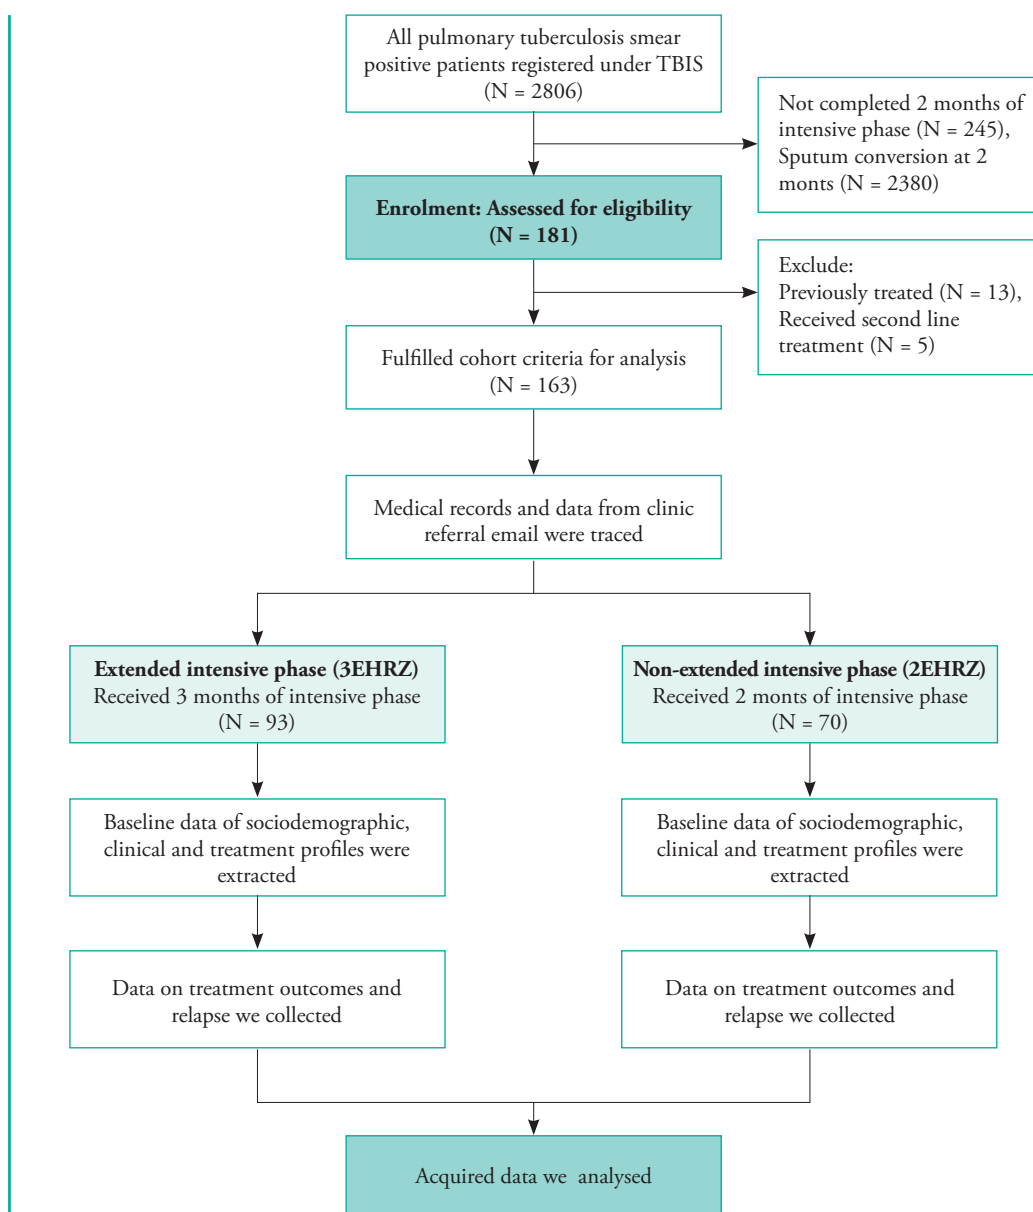 All pulmonary tuberculosis smear
positive patients registered under TBIS
(N = 2806)
Not completed 2 months of
intensive phase (N = 245),
Sputum conversion at 2
monts (N = 2380)
Enrolment: Assessed for eligibility
(N = 181)
Exclude:
Previously treated (N = 13),
Received second line
treatment (N = 5)
Fulfilled cohort criteria for analysis
(N = 163)
Medical records and data from clinic
referral email were traced
Extended intensive phase (3EHRZ)
Received 3 months of intensive phase
(N = 93)
Non-extended intensive phase (2EHRZ)
Received 2 monts of intensive phase
(N = 70)
Baseline data of sociodemographic,
clinical and treatment profiles were
extracted
Baseline data of sociodemographic,
clinical and treatment profiles were
extracted
Data on treatment outcomes and
relapse we collected
Data on treatment outcomes and
relapse we collected
Acquired data we analysed